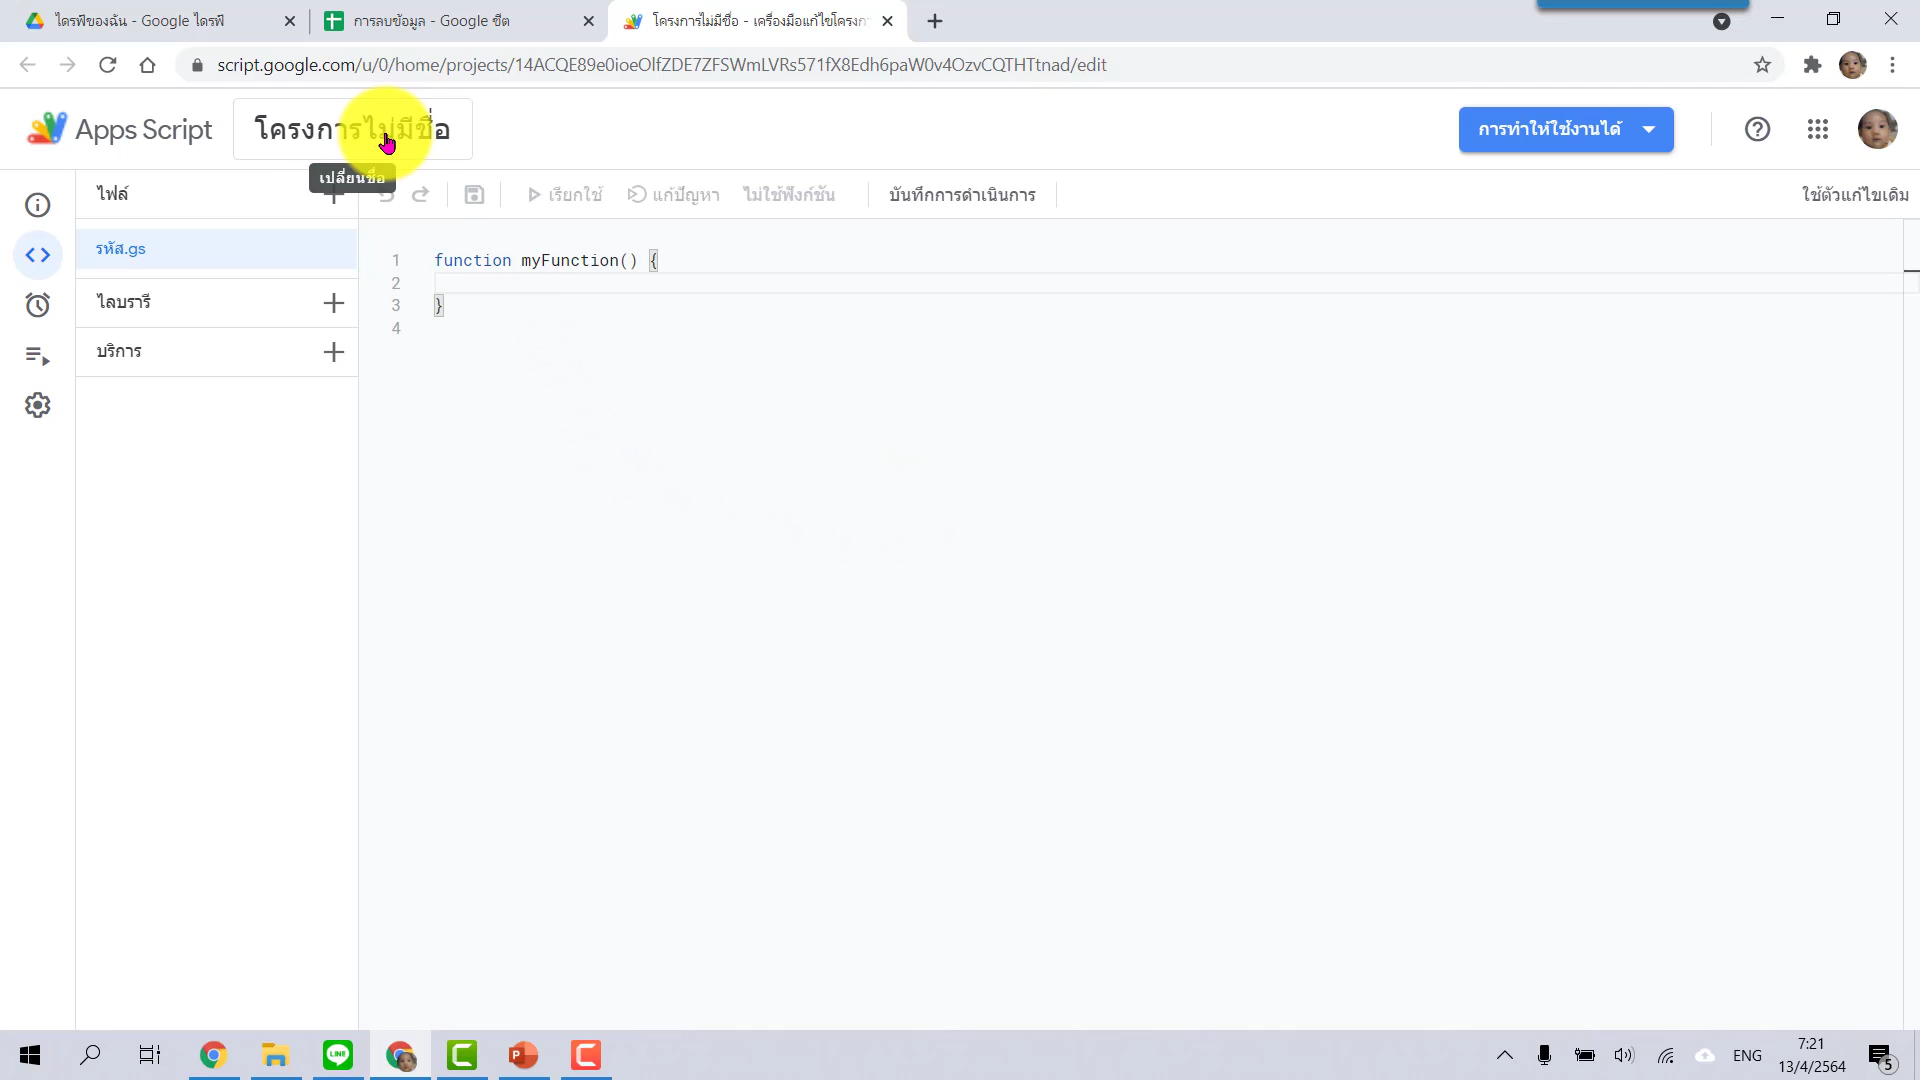 ไดรฟ์ของฉัน - Google ไดรฟ์
การลบข้อมูล - Google ชีต
โครงการไม่มีชื่อ - เครื่องมือแก้ไขโครงกา
script.google.com/u/0/home/projects/14ACQE89e0ioeOlfZDE7ZFSWmLVRs571fX8Edh6paW0v4OzvCQTHTtnad/edit
Apps Script
โครงการไม่มีชื่อ
การทำให้ใช้งานได้
เปลี่ยนชื่อ
ไฟล์
เรียกใช้
แก้ปัญหา
ไม่ใช้ฟังก์ชัน
บันทึกการดำเนินการ
ใช้ตัวแก้ไขเดิม
รหัส.gs
ไลบรารี
บริการ
1 function myFunction() {
2
3 }
4
LINE
ENG
7:21
13/4/2564
5